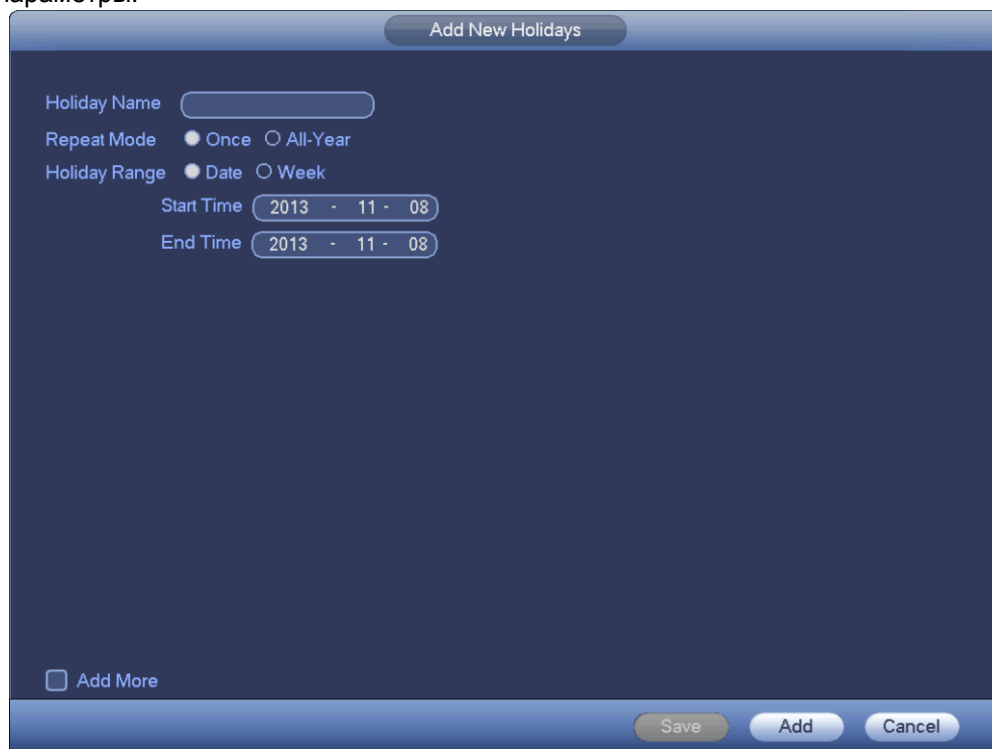 Add New Holidays
Holiday Name
Repeat Mode Once All-Year
Holiday Range Date Week
Start Time 2013 - 11 - 08
End Time 2013 - 11 - 08
Add More
Save Add Cancel